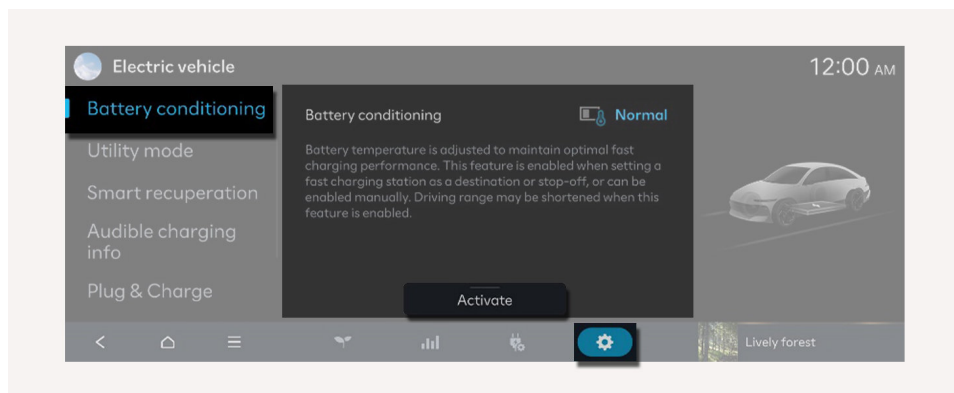 Electric vehicle
12:00 AM
Battery conditioning
Utility mode
Smart recuperation
Audible charging
info
Plug & Charge
Battery conditioning
Normal
Battery temperature is adjusted to maintain optimal fast
charging performance. This feature is enabled when setting a
fast charging station as a destination or stop-off, or can be
enabled manually. Driving range may be shortened when this
feature is enabled.
Activate
Lively forest